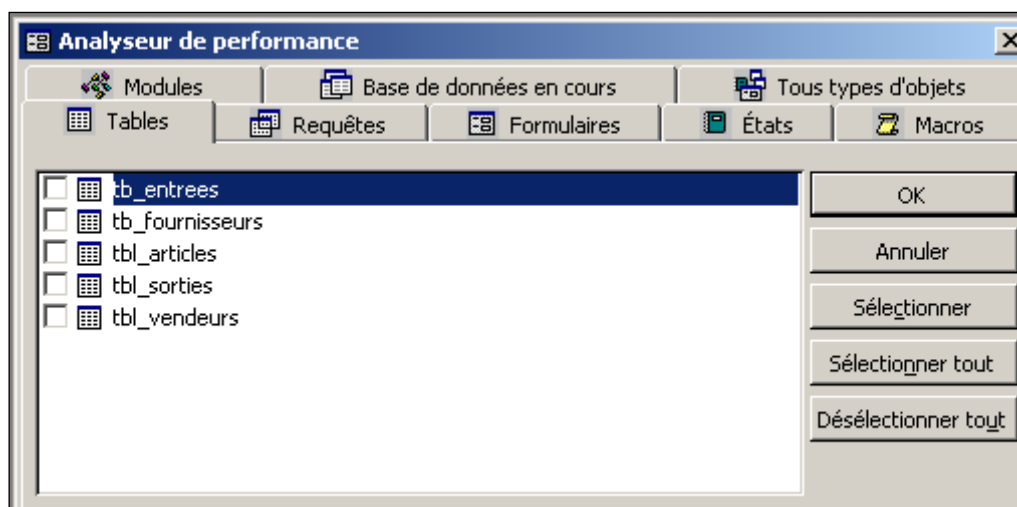 Analyseur de performance
Modules Base de données en cours Tous types d'objets
Tables Requêtes Formulaires États Macros
tb_entrees
tb_fournisseurs
tbl_articles
tbl_sorties
tbl_vendeurs
OK
Annuler
Sélectionner
Sélectionner tout
Désélectionner tout